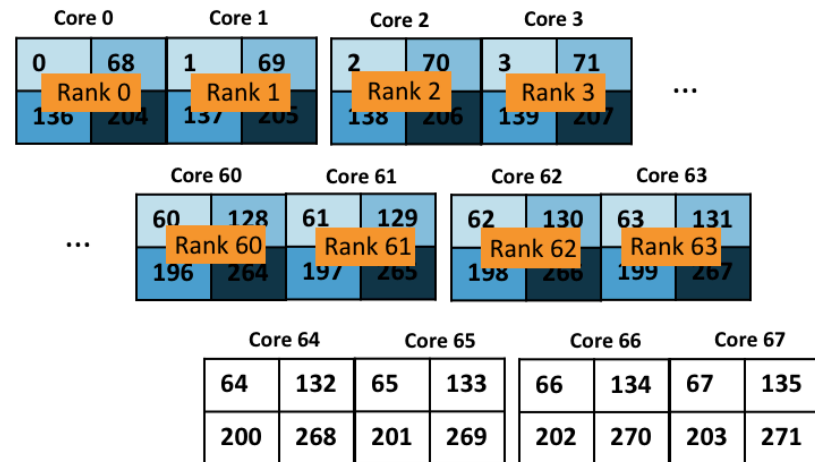 Core 0 Core 1 Core 2 Core 3
0 68 1 69 2 70 3 71
Rank 0 Rank 1 Rank 2 Rank 3 ...
136 204 137 205 138 206 139 207
Core 60 Core 61 Core 62 Core 63
60 128 61 129 62 130 63 131
... Rank 60 Rank 61 Rank 62 Rank 63
196 264 197 265 198 266 199 267
Core 64 Core 65 Core 66 Core 67
64 132 65 133 66 134 67 135
200 268 201 269 202 270 203 271